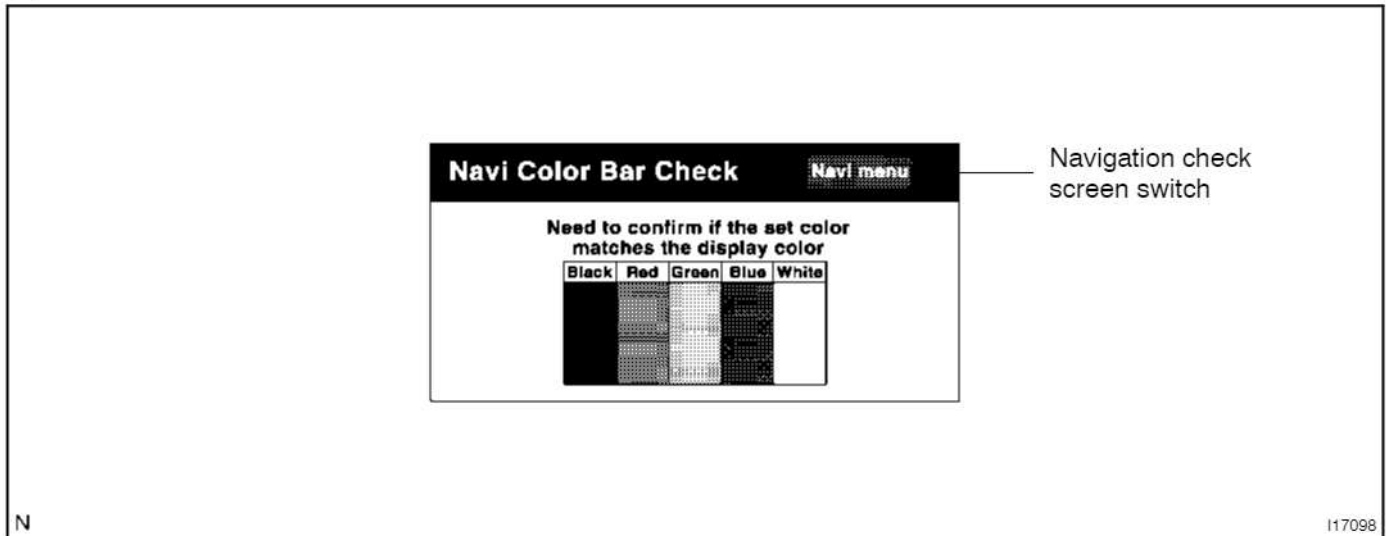 Navi Color Bar Check
Navi menu
Navigation check
screen switch
Need to confirm if the set color
matches the display color
Black Red Green Blue White
N
I17098